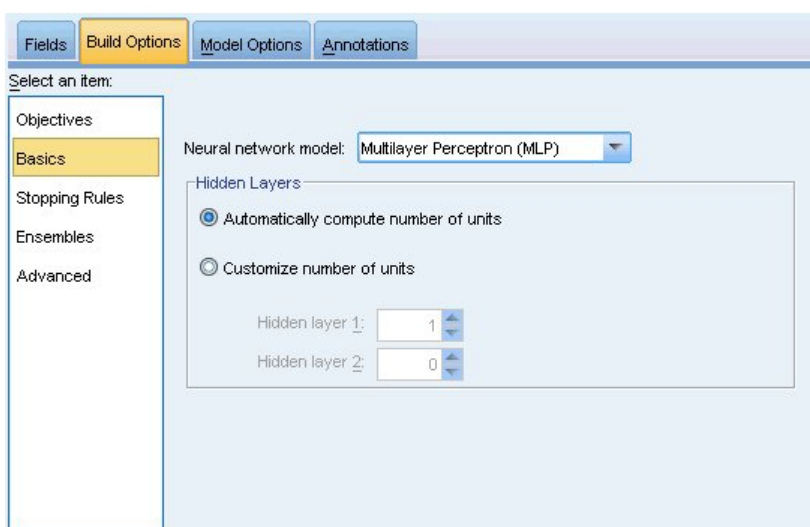 Fields Build Options Model Options Annotations
Select an item:
Objectives
Basics
Stopping Rules
Ensembles
Advanced
Neural network model: Multilayer Perceptron (MLP)
Hidden Layers
Automatically compute number of units
Customize number of units
Hidden layer 1: 1
Hidden layer 2: 0